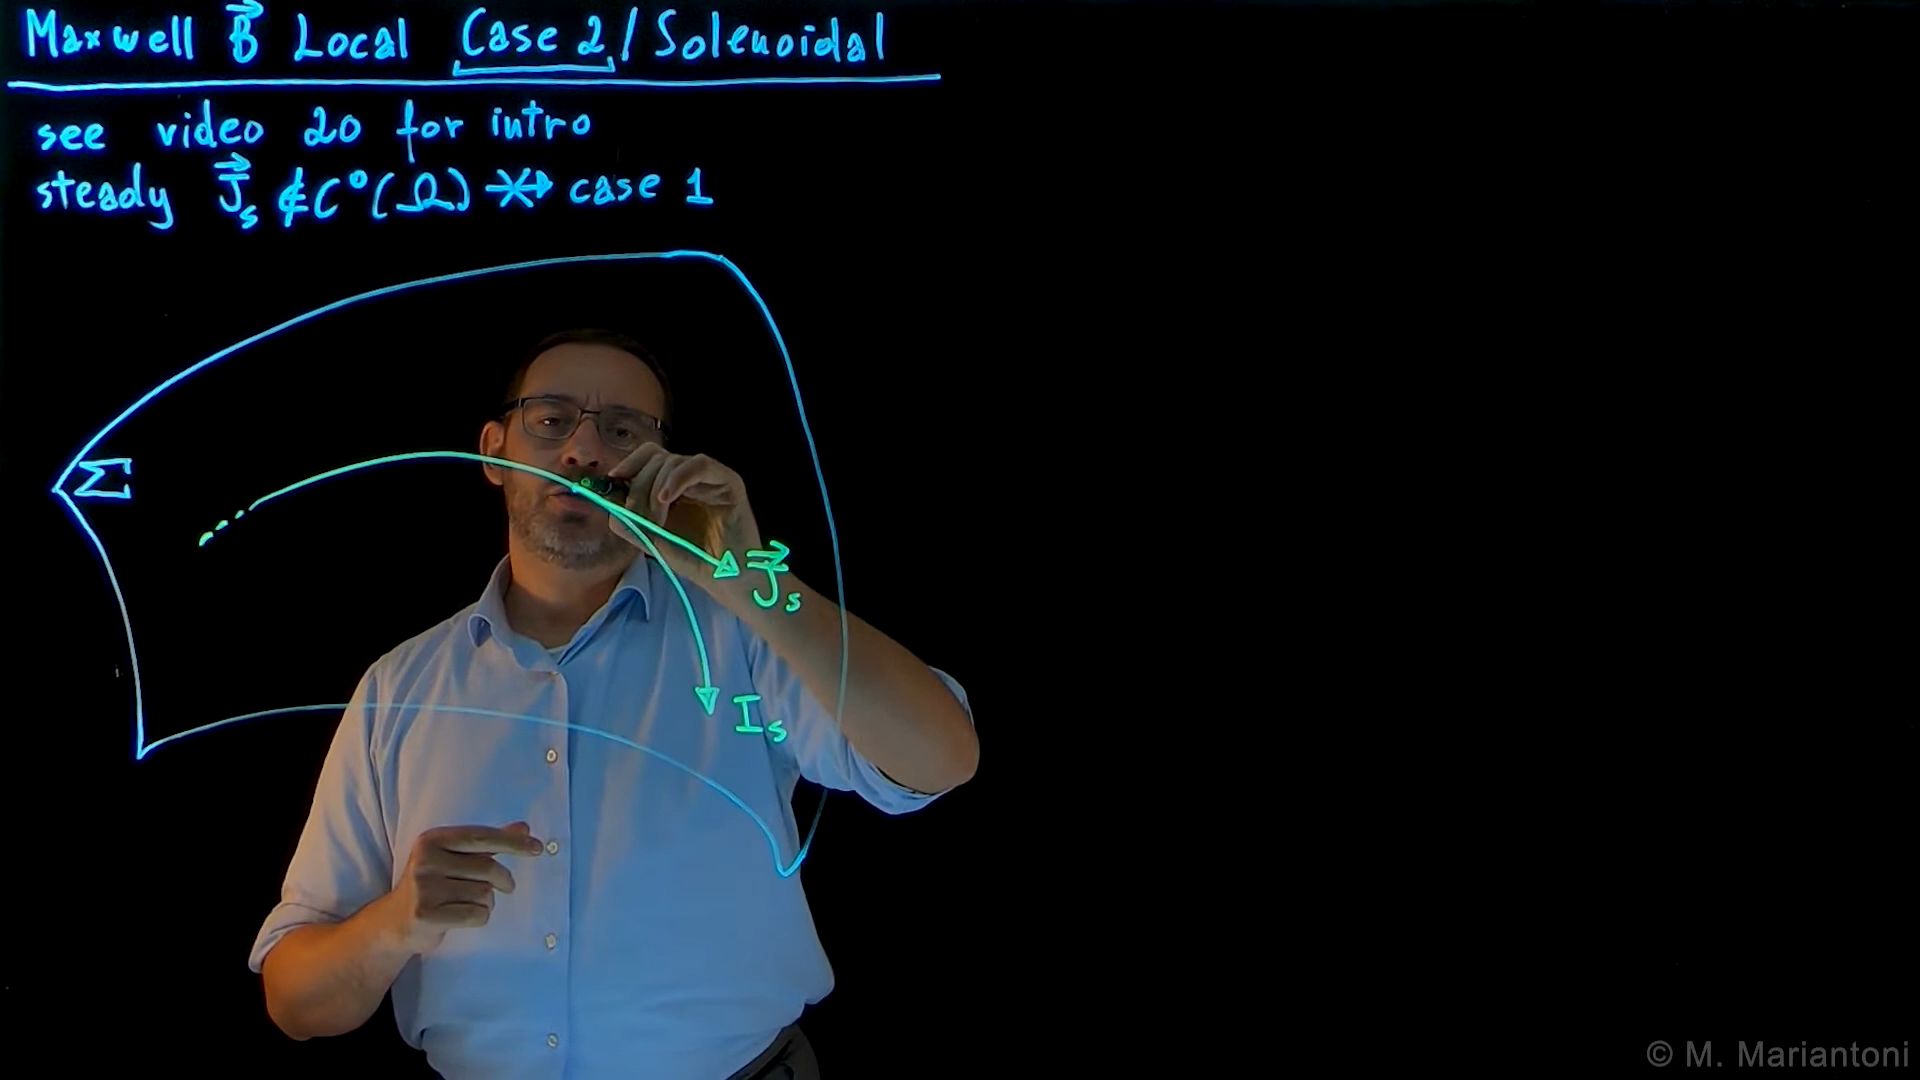 Maxwell B⃗ Local Case 2 / Solenoidal
see video 20 for intro
steady J⃗s ∉ C⁰(Ω) ↛ case 1
Σ
J⃗s
Is
© M. Mariantoni